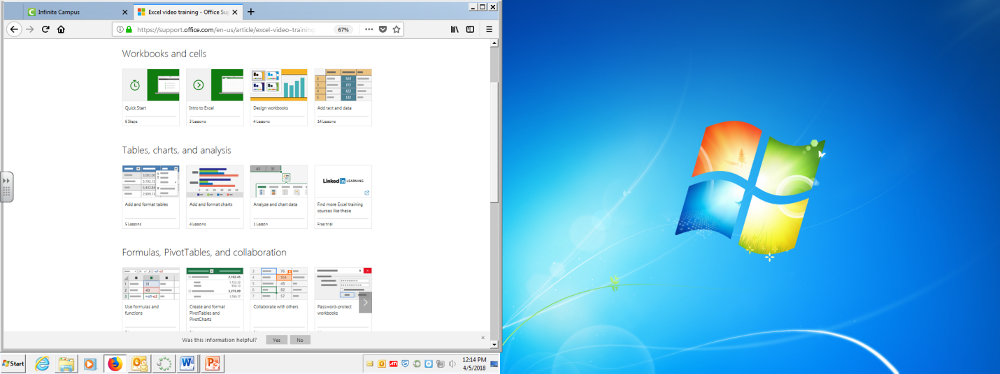 Infinite Campus
Excel video training - Office Su
https://support.office.com/en-us/article/excel-video-training
67%
Workbooks and cells
Quick Start
6 Steps
Intro to Excel
3 Lessons
Design workbooks
4 Lessons
Add text and data
14 Lessons
Tables, charts, and analysis
Add and format tables
5 Lessons
Add and format charts
4 Lessons
45 31
Analyze and chart data
1 Lesson
Linked in LEARNING
Find more Excel training
courses like these
Free trial
Formulas, PivotTables, and collaboration
Use formulas and
functions
Create and format
PivotTables and
PivotCharts
Collaborate with others
Password-protect
workbooks
Was this information helpful?
Yes
No
Start
12:14 PM
4/5/2018